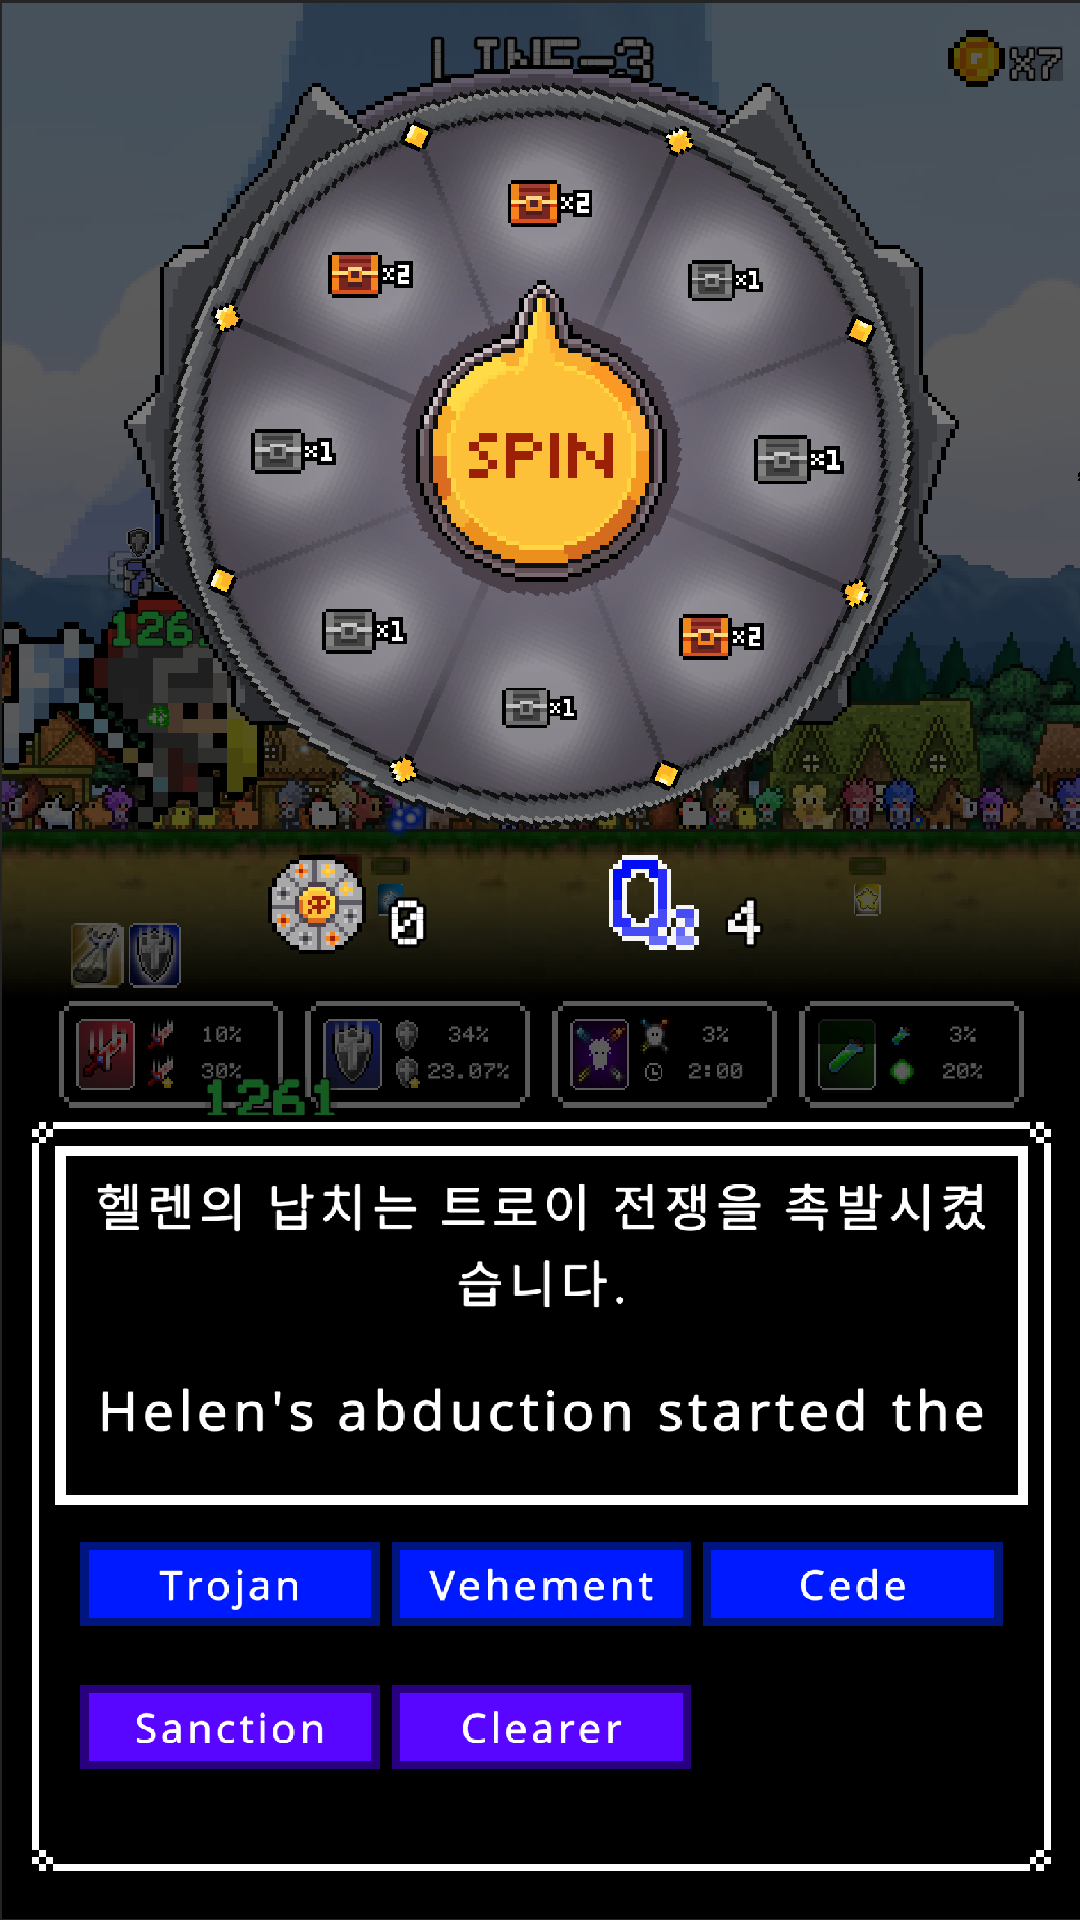 LINE-3
x7
x2
x2
x1
SPIN
x1
x1
x1
x2
x1
126
0
4
10%
30%
34%
23.07%
3%
2:00
3%
20%
1261
헬렌의 납치는 트로이 전쟁을 촉발시켰
습니다.
Helen's abduction started the
Trojan
Vehement
Cede
Sanction
Clearer